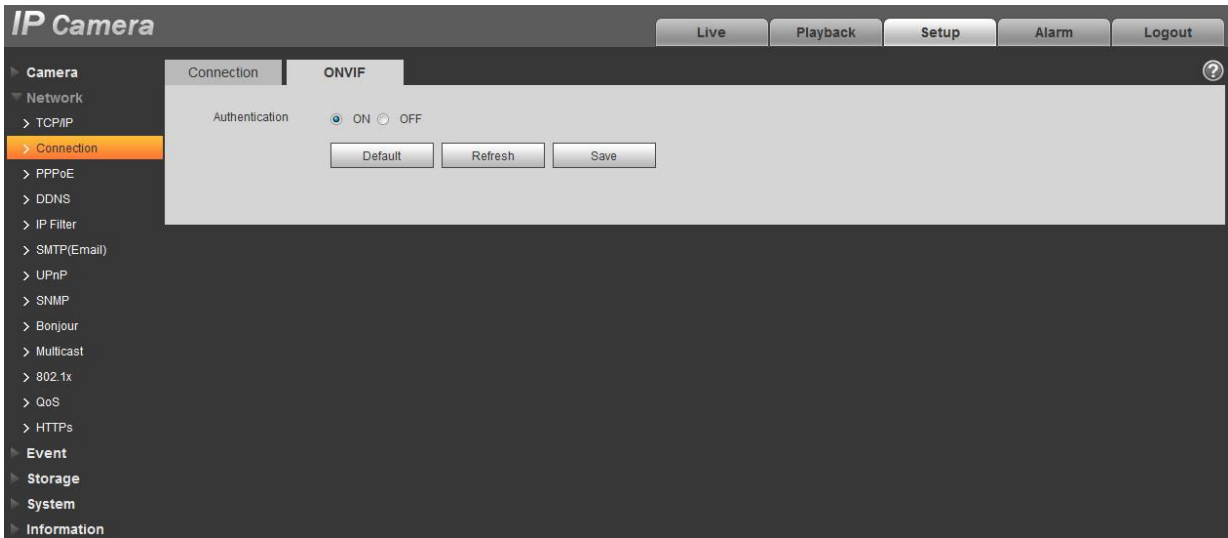 IP Camera
Live Playback Setup Alarm Logout
Camera
Connection ONVIF
?
Network
TCP/IP
Authentication ON OFF
Connection
Default Refresh Save
PPPoE
DDNS
IP Filter
SMTP(Email)
UPnP
SNMP
Bonjour
Multicast
802.1x
QoS
HTTPs
Event
Storage
System
Information